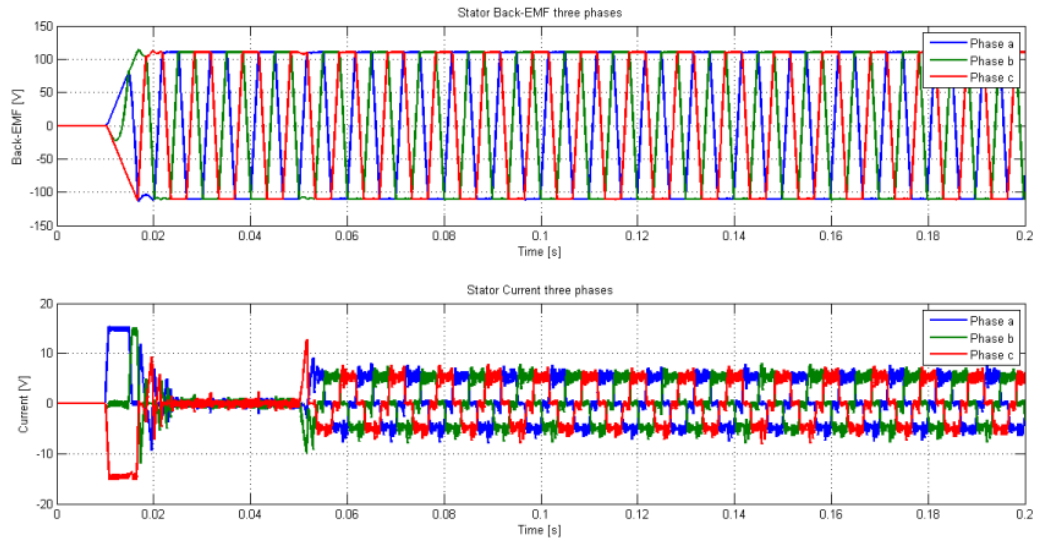 Stator Back-EMF three phases
150
100
50
0
-50
-100
-150
Back-EMF [V]
Phase a
Phase b
Phase c
0 0.02 0.04 0.06 0.08 0.1 0.12 0.14 0.16 0.18 0.2
Time [s]
Stator Current three phases
20
10
0
-10
-20
Current [V]
Phase a
Phase b
Phase c
0 0.02 0.04 0.06 0.08 0.1 0.12 0.14 0.16 0.18 0.2
Time [s]